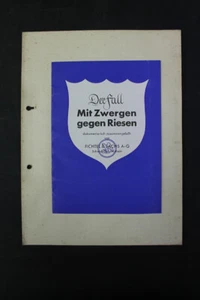 Der Fall
Mit Zwergen
gegen Riesen
FICHTEL & SACHS A-G